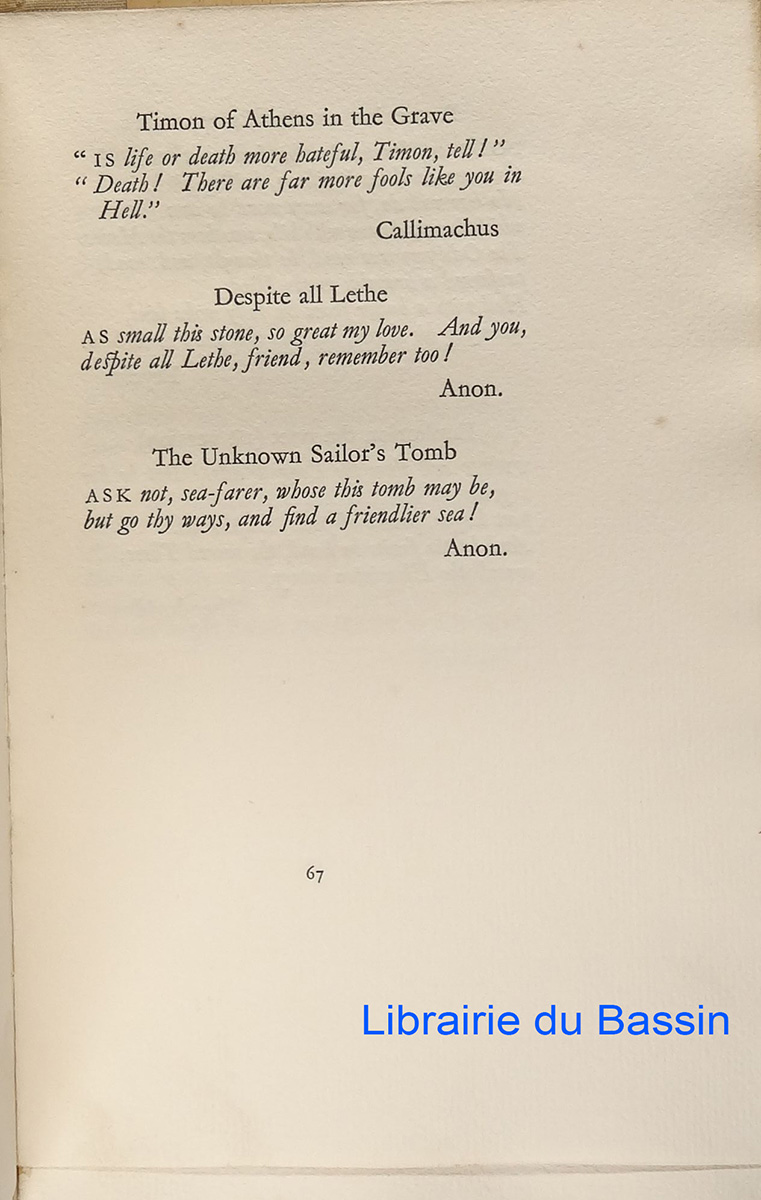 Timon of Athens in the Grave
“ IS life or death more hateful, Timon, tell ! ”
“ Death ! There are far more fools like you in
Hell.”
Callimachus
Despite all Lethe
AS small this stone, so great my love. And you,
despite all Lethe, friend, remember too !
Anon.
The Unknown Sailor’s Tomb
ASK not, sea-farer, whose this tomb may be,
but go thy ways, and find a friendlier sea !
Anon.
67
Librairie du Bassin